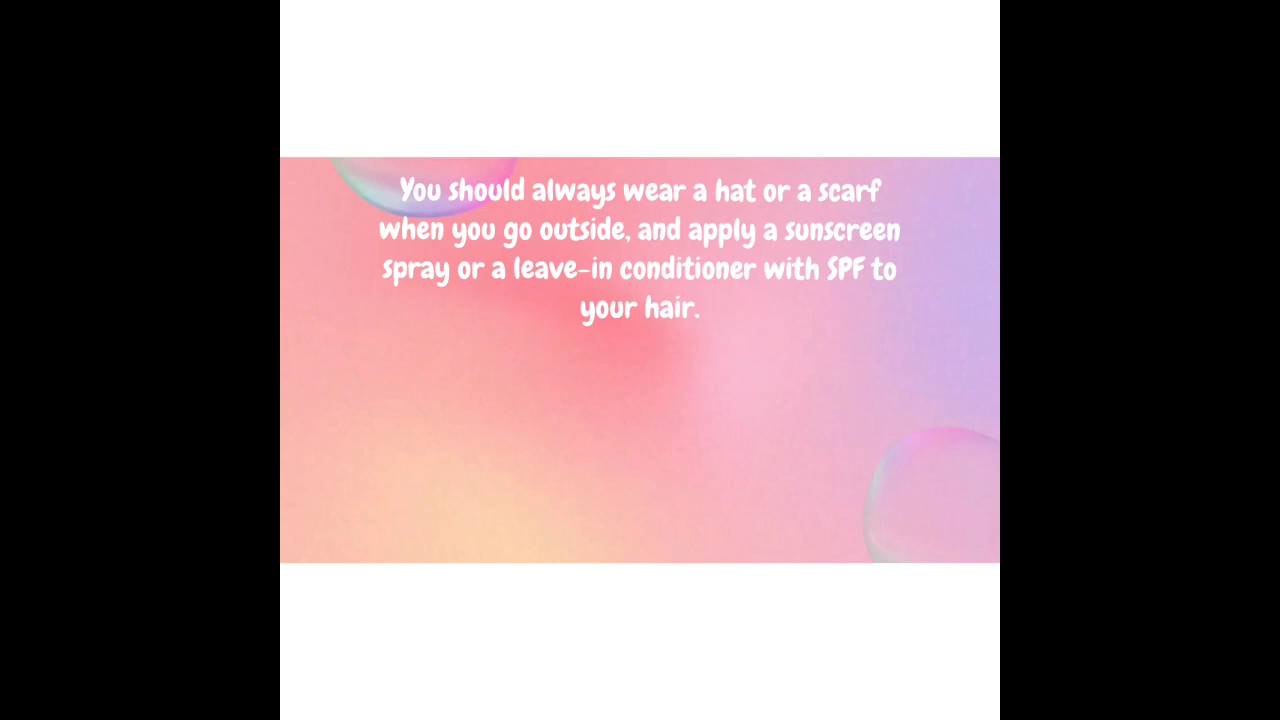 You should always wear a hat or a scarf
when you go outside, and apply a sunscreen
spray or a leave-in conditioner with SPF to
your hair.